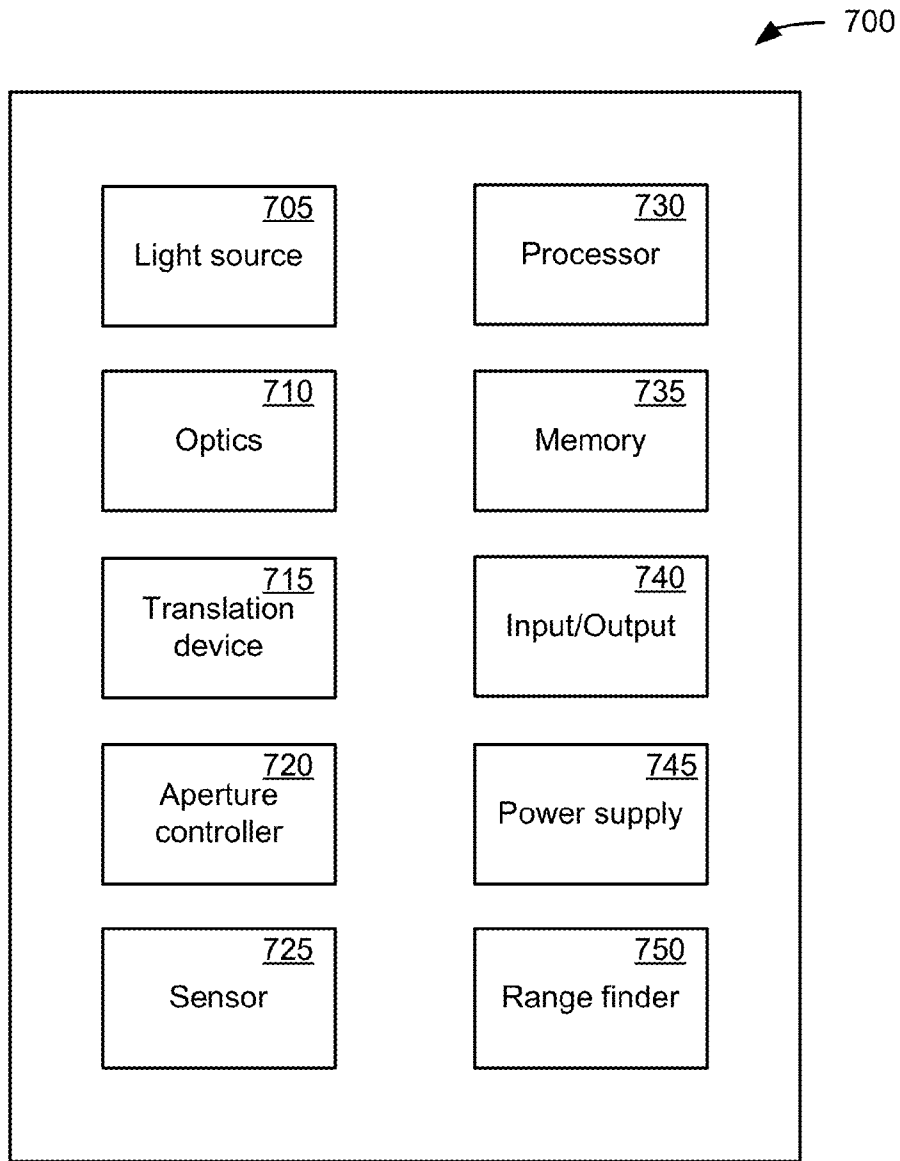 700
705
Light source
730
Processor
710
Optics
735
Memory
715
Translation
device
740
Input/Output
720
Aperture
controller
745
Power supply
725
Sensor
750
Range finder